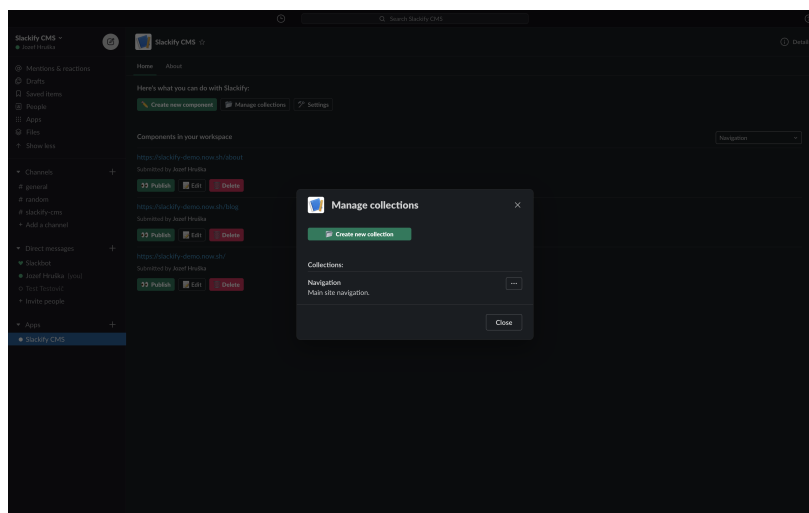 Search Slackify CMS
Slackify CMS
Jozef Hruška
Slackify CMS
Detail
Mentions & reactions
Drafts
Saved items
People
Apps
Files
Show less
Channels
# general
# random
# slackify-cms
+ Add a channel
Direct messages
Slackbot
Jozef Hruška (you)
+ Invite people
Apps
Slackify CMS
Home About
Here's what you can do with Slackify:
Create new component Manage collections Settings
Components in your workspace
Navigation
https://slackify-demo.now.sh/about
Submitted by Jozef Hruška
Publish Edit Delete
https://slackify-demo.now.sh/blog
Submitted by Jozef Hruška
Publish Edit Delete
https://slackify-demo.now.sh/
Submitted by Jozef Hruška
Publish Edit Delete
Manage collections
Create new collection
Collections:
Navigation
Main site navigation.
Close